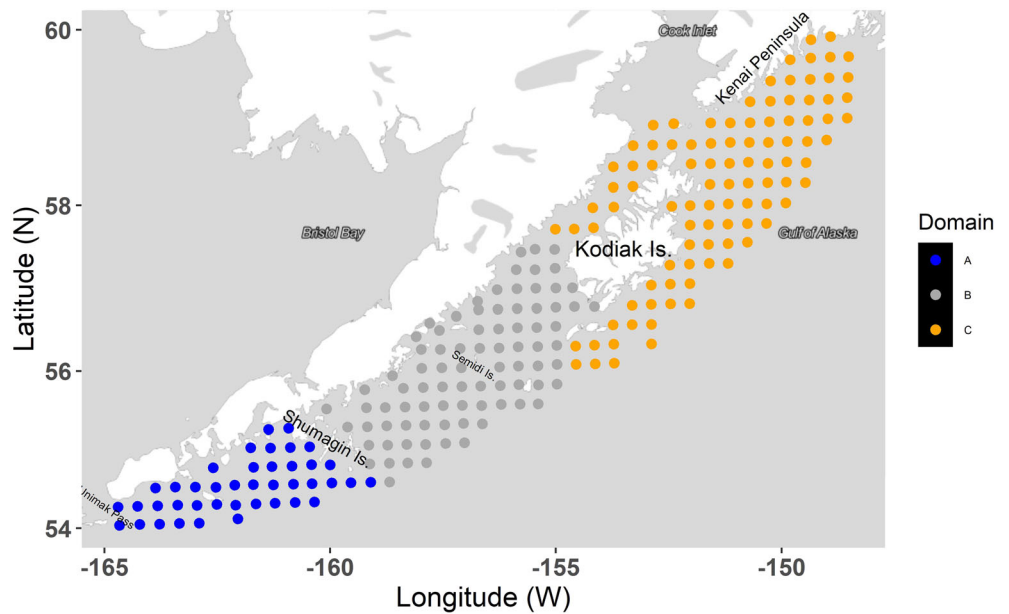 60
58
56
54
Latitude (N)
Cook Inlet
Kenai Peninsula
Bristol Bay
Kodiak Is.
Gulf of Alaska
Semidi Is.
Shumagin Is.
Unimak Pass
-165
-160
-155
-150
Longitude (W)
Domain
A
B
C